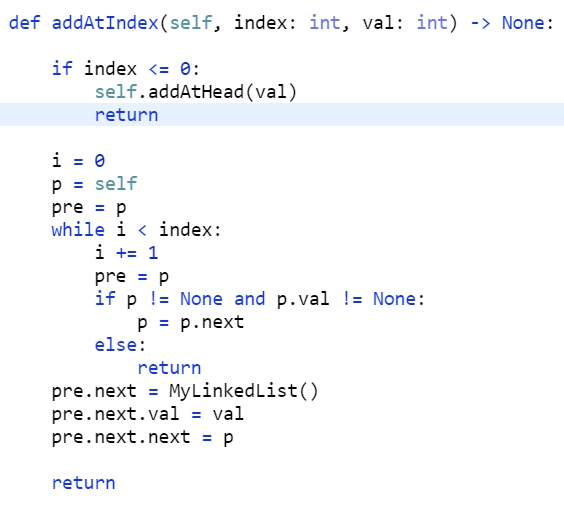 def addAtIndex(self, index: int, val: int) -> None:
if index <= 0:
self.addAtHead(val)
return
i = 0
p = self
pre = p
while i < index:
i += 1
pre = p
if p != None and p.val != None:
p = p.next
else:
return
pre.next = MyLinkedList()
pre.next.val = val
pre.next.next = p
return